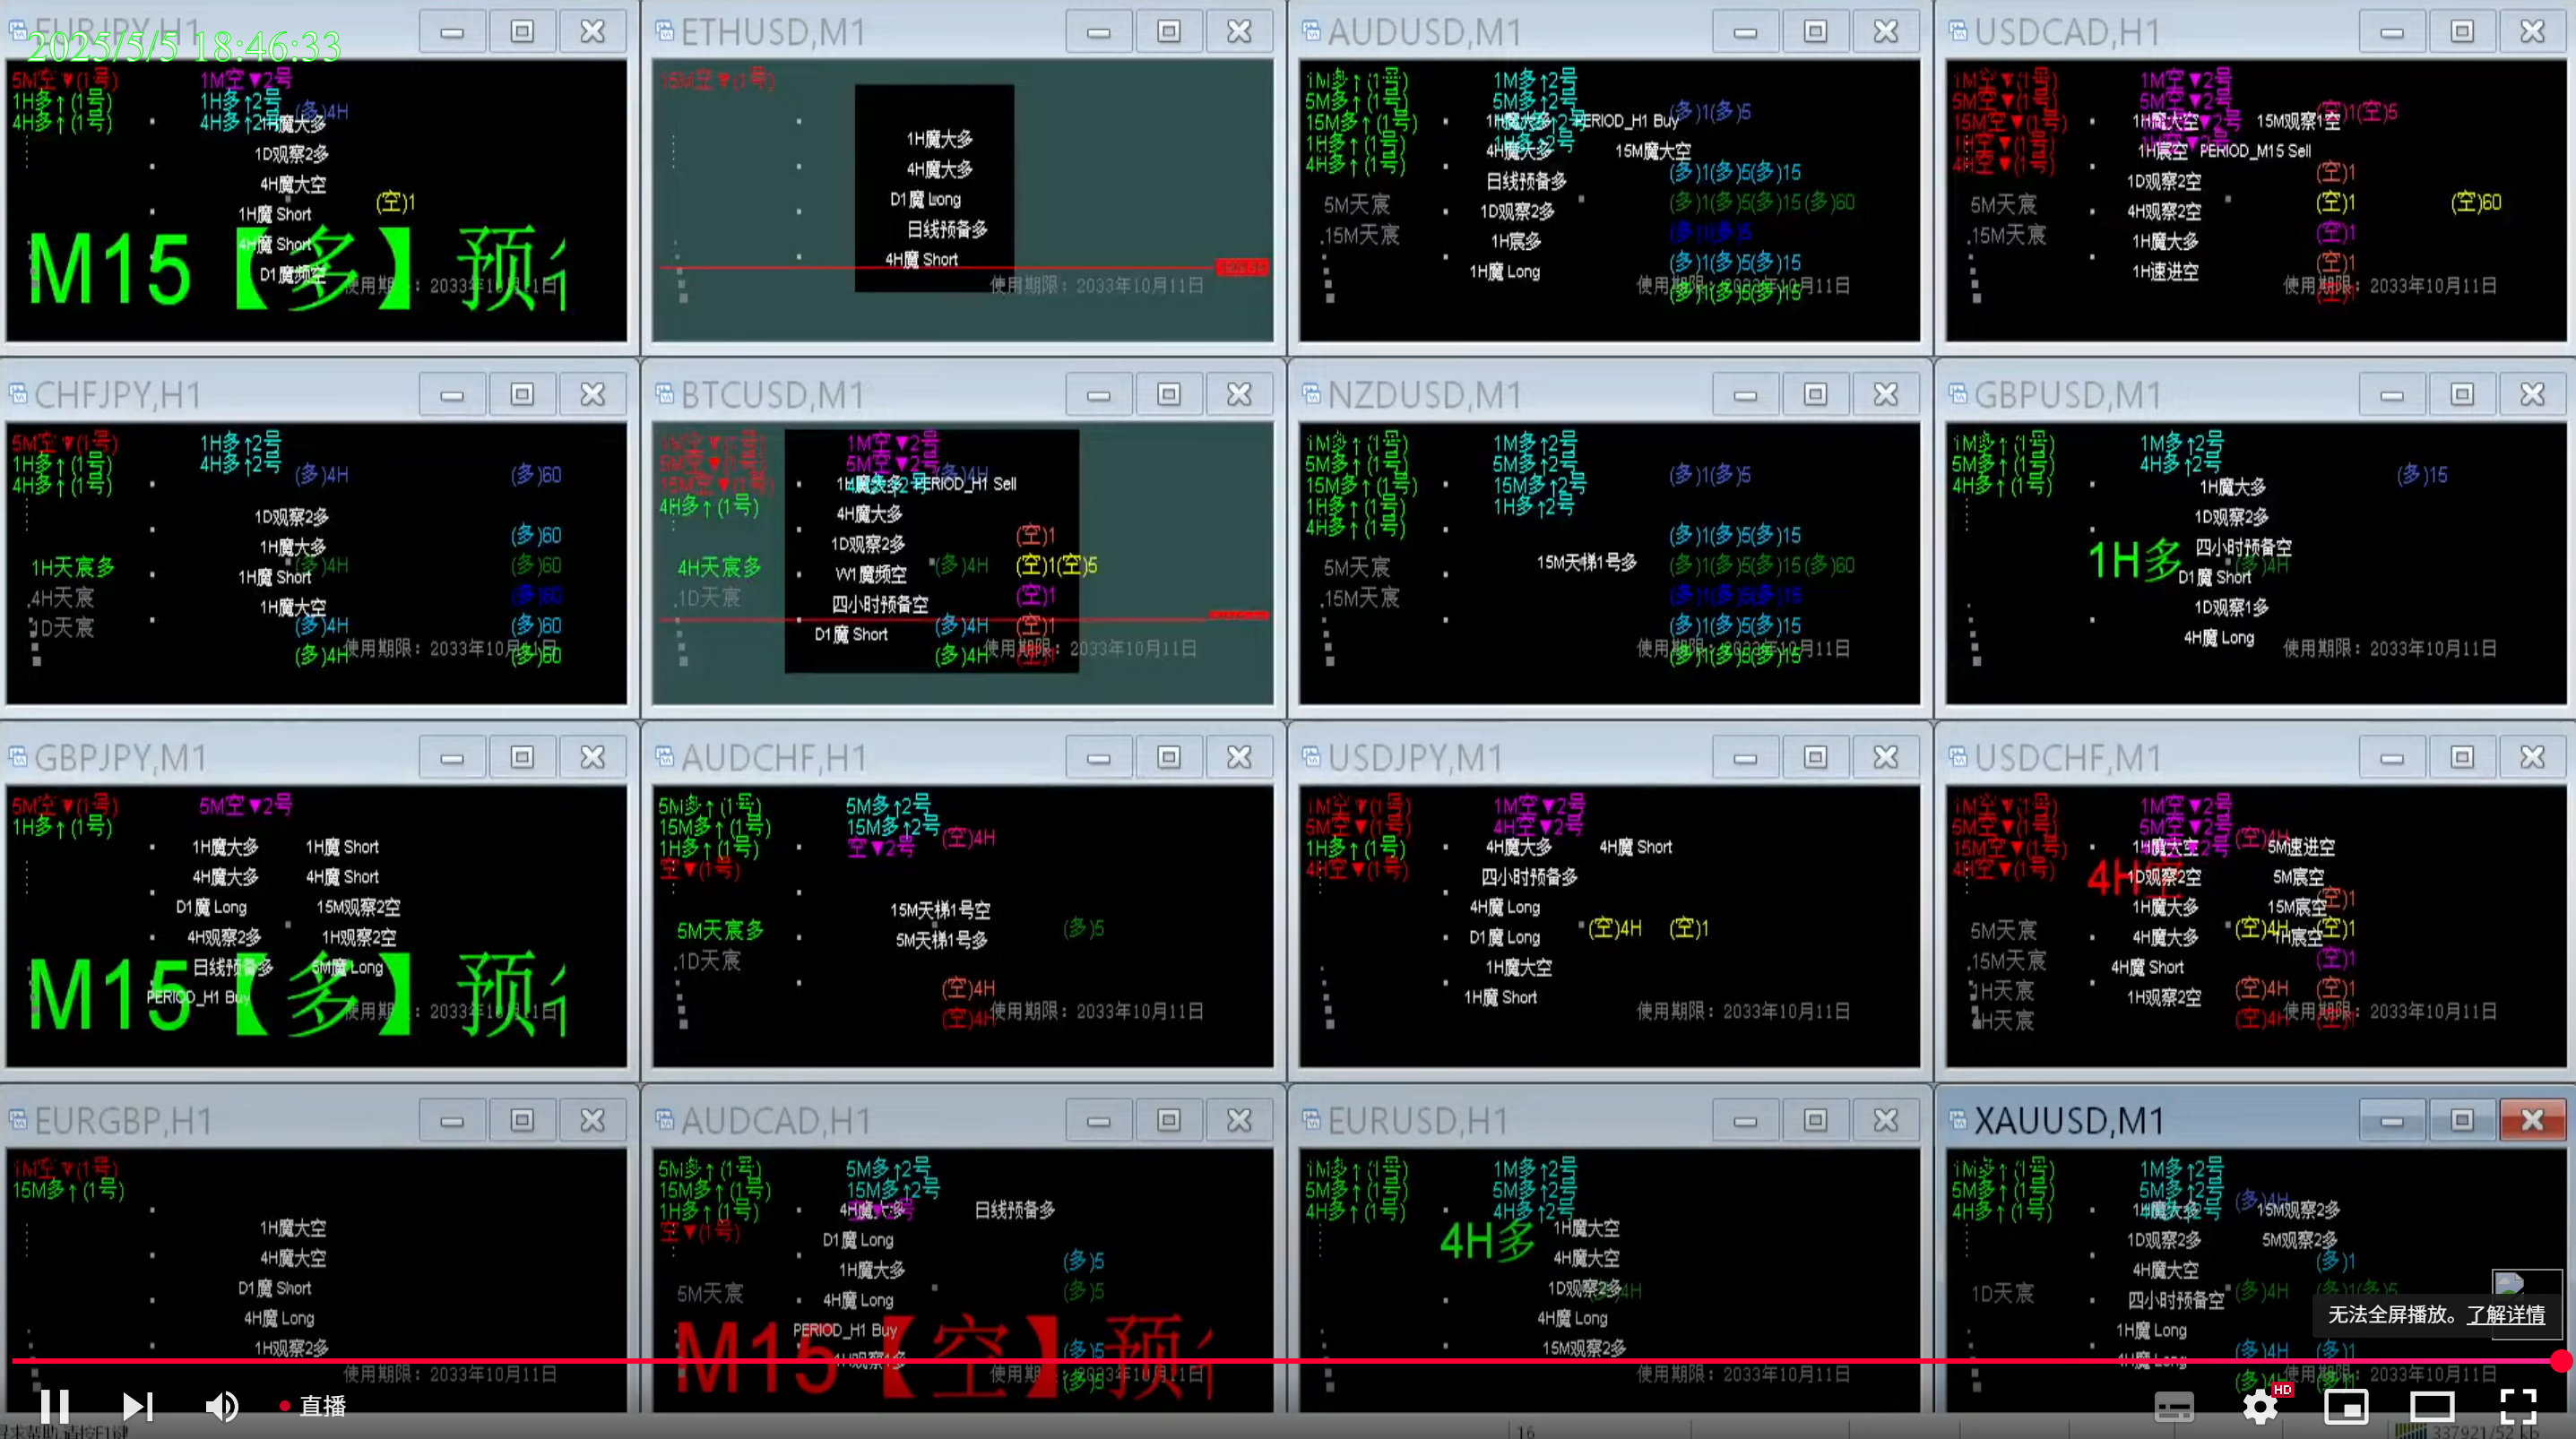 EURJPY,H1
2025/5/5 18:46:33
5M空▼(1号)
1M空▼2号
1H多↑(1号)
1H多↑2号
4H多↑(1号)
4H多↑2号
(多)4H
1H魔大多
1D观察2多
4H魔大空
(空)1
1H魔 Short
4H魔 Short
D1魔频空
M15【多】预
使用期限：2033年10月11日
ETHUSD,M1
15M空▼(1号)
1H魔大多
4H魔大多
D1魔 Long
日线预备多
4H魔 Short
使用期限：2033年10月11日
AUDUSD,M1
1M多↑(1号)
1M多↑2号
5M多↑(1号)
5M多↑2号
(多)1(多)5
15M多↑(1号)
1H魔大多
PERIOD_H1 Buy
1H多↑(1号)
4H多↑(1号)
4H魔大多
15M魔大空
日线预备多
(多)1(多)5(多)15
5M天宸
1D观察2多
(多)1(多)5(多)15(多)60
.15M天宸
1H宸多
(多)1(多)5
1H魔 Long
(多)1(多)5(多)15
使用期限：2033年10月11日
(多)1(多)5(多)15
USDCAD,H1
1M空▼(1号)
1M空▼2号
5M空▼(1号)
5M空▼2号
15M空▼(1号)
1H魔大空
15M观察1空
(空)1(空)5
1H空▼(1号)
4H空▼(1号)
1H宸空
PERIOD_M15 Sell
1D观察2空
(空)1
5M天宸
4H观察2空
(空)1
(空)60
.15M天宸
1H魔大多
(空)1
1H速进空
(空)1
使用期限：2033年10月11日
(空)1
CHFJPY,H1
5M空▼(1号)
1H多↑2号
1H多↑(1号)
4H多↑2号
4H多↑(1号)
(多)4H
(多)60
1D观察2多
1H魔大多
(多)60
1H天宸多
1H魔 Short
(多)4H
(多)60
.4H天宸
1H魔大空
(多)60
1D天宸
(多)4H
(多)60
(多)4H
使用期限：2033年10月11日
(多)60
BTCUSD,M1
1M空▼(1号)
1M空▼2号
5M空▼(1号)
5M空▼2号
15M空▼(1号)
(多)4H
4H多↑(1号)
1H魔大多
PERIOD_H1 Sell
4H魔大多
1D观察2多
(空)1
4H天宸多
W1魔频空
(多)4H
(空)1(空)5
.1D天宸
四小时预备空
(空)1
D1魔 Short
(多)4H
(空)1
(多)4H
使用期限：2033年10月11日
NZDUSD,M1
1M多↑(1号)
1M多↑2号
5M多↑(1号)
5M多↑2号
15M多↑(1号)
15M多↑2号
(多)1(多)5
1H多↑(1号)
1H多↑2号
4H多↑(1号)
(多)1(多)5(多)15
5M天宸
15M天梯1号多
(多)1(多)5(多)15(多)60
.15M天宸
(多)1(多)5(多)15
(多)1(多)5(多)15
使用期限：2033年10月11日
(多)1(多)5(多)15
GBPUSD,M1
1M多↑(1号)
1M多↑2号
5M多↑(1号)
4H多↑2号
4H多↑(1号)
(多)15
1H魔大多
1D观察2多
1H多
四小时预备空
(多)4H
D1魔 Short
1D观察1多
4H魔 Long
使用期限：2033年10月11日
GBPJPY,M1
5M空▼(1号)
5M空▼2号
1H多↑(1号)
1H魔大多
1H魔 Short
4H魔大多
4H魔 Short
D1魔 Long
15M观察2空
4H观察2多
1H观察2空
日线预备多
5M魔 Long
PERIOD_H1 Buy
M15【多】预
使用期限：2033年10月11日
AUDCHF,H1
5M多↑(1号)
5M多↑2号
15M多↑(1号)
15M多↑2号
(空)4H
1H多↑(1号)
空▼2号
空▼(1号)
15M天梯1号空
5M天宸多
5M天梯1号多
(多)5
.1D天宸
(空)4H
(空)4H
使用期限：2033年10月11日
USDJPY,M1
1M空▼(1号)
1M空▼2号
5M空▼(1号)
4H空▼2号
1H多↑(1号)
4H魔大多
4H魔 Short
4H空▼(1号)
四小时预备多
4H魔 Long
(空)4H
(空)1
D1魔 Long
1H魔大空
1H魔 Short
使用期限：2033年10月11日
USDCHF,M1
1M空▼(1号)
1M空▼2号
5M空▼(1号)
5M空▼2号
(空)4H
15M空▼(1号)
1H魔大空
5M速进空
4H空▼(1号)
4H空
1D观察2空
5M宸空
(空)1
1H魔大多
15M宸空
5M天宸
4H魔大多
(空)4H
1H宸空
(空)1
.15M天宸
4H魔 Short
(空)1
1H天宸
1H观察2空
(空)4H
(空)1
4H天宸
(空)4H
使用期限：2033年10月11日
EURGBP,H1
1M空▼(1号)
15M多↑(1号)
1H魔大空
4H魔大空
D1魔 Short
4H魔 Long
1H观察2多
使用期限：2033年10月11日
AUDCAD,H1
5M多↑(1号)
5M多↑2号
15M多↑(1号)
15M多↑2号
1H多↑(1号)
4H魔大多
日线预备多
空▼(1号)
D1魔 Long
(多)5
1H魔大多
5M天宸
4H魔 Long
(多)5
PERIOD_H1 Buy
M15【空】预
(多)5
使用期限：2033年10月11日
(多)5
EURUSD,H1
1M多↑(1号)
1M多↑2号
5M多↑(1号)
5M多↑2号
4H多↑(1号)
4H多↑2号
4H多
1H魔大空
4H魔大空
1D观察2多
4H魔 Long
15M观察2多
使用期限：2033年10月11日
XAUUSD,M1
1M多↑(1号)
1M多↑2号
5M多↑(1号)
5M多↑2号
(多)4H
4H多↑(1号)
1H魔大多
15M观察2多
1D观察2多
5M观察2多
4H魔大空
(多)1
1D天宸
四小时预备空
(多)4H
(多)1(多)5
1H魔 Long
无法全屏播放。了解详情
(多)4H
(多)1
使用期限：2033年10月11日
直播
HD
寻求帮助,请按F1键
16
337921/52 kb